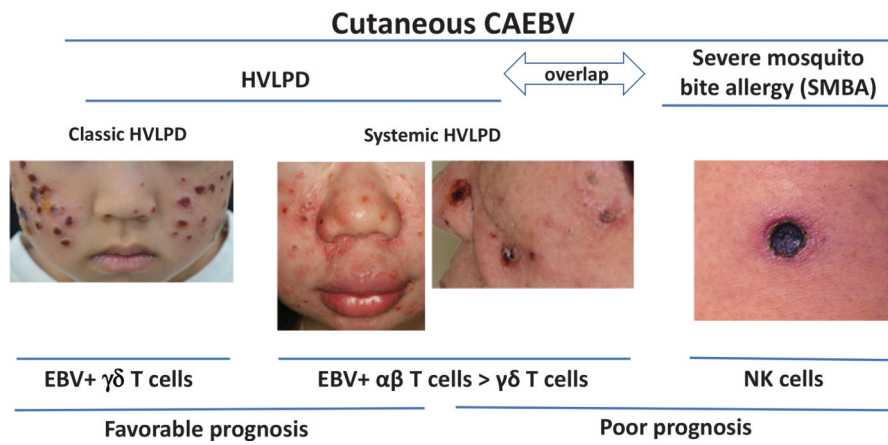 Cutaneous CAEBV
HVLPD
overlap
Severe mosquito
bite allergy (SMBA)
Classic HVLPD
Systemic HVLPD
EBV+ γδ T cells
EBV+ αβ T cells > γδ T cells
NK cells
Favorable prognosis
Poor prognosis